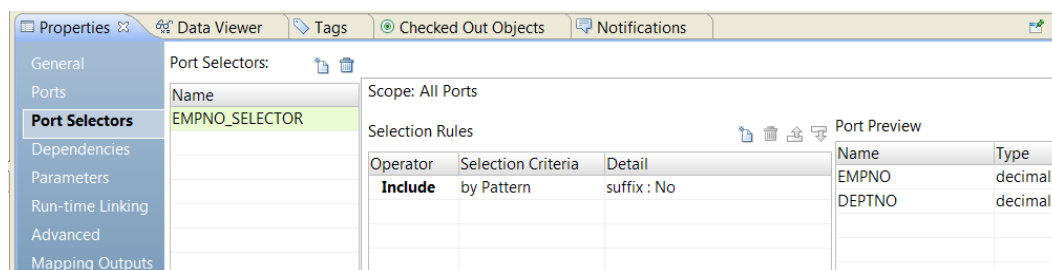 Properties Data Viewer Tags Checked Out Objects Notifications
General
Ports
Port Selectors
Dependencies
Parameters
Run-time Linking
Advanced
Mapping Outputs
Port Selectors:
Name
EMPNO_SELECTOR
Scope: All Ports
Selection Rules
Operator Selection Criteria Detail
Include by Pattern suffix : No
Port Preview
Name Type
EMPNO decimal
DEPTNO decimal